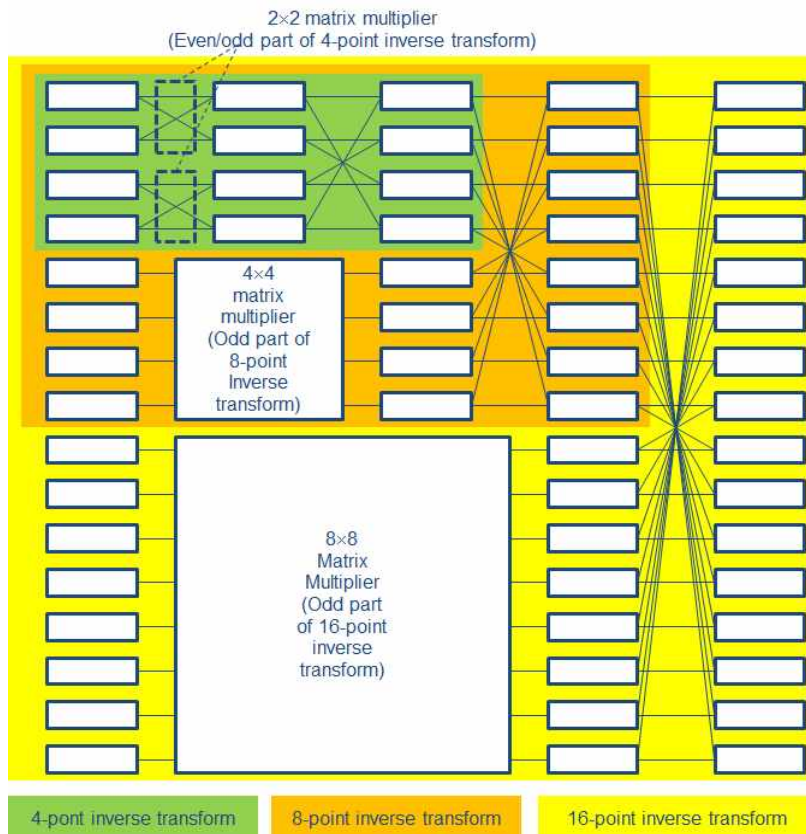 2×2 matrix multiplier
(Even/odd part of 4-point inverse transform)
4×4
matrix
multiplier
(Odd part of
8-point
Inverse
transform)
8×8
Matrix
Multiplier
(Odd part
of 16-point
inverse
transform)
4-pont inverse transform
8-point inverse transform
16-point inverse transform